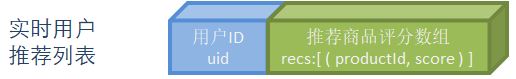 实时用户
推荐列表
用户ID
uid
推荐商品评分数组
recs:[ ( productId, score ) ]